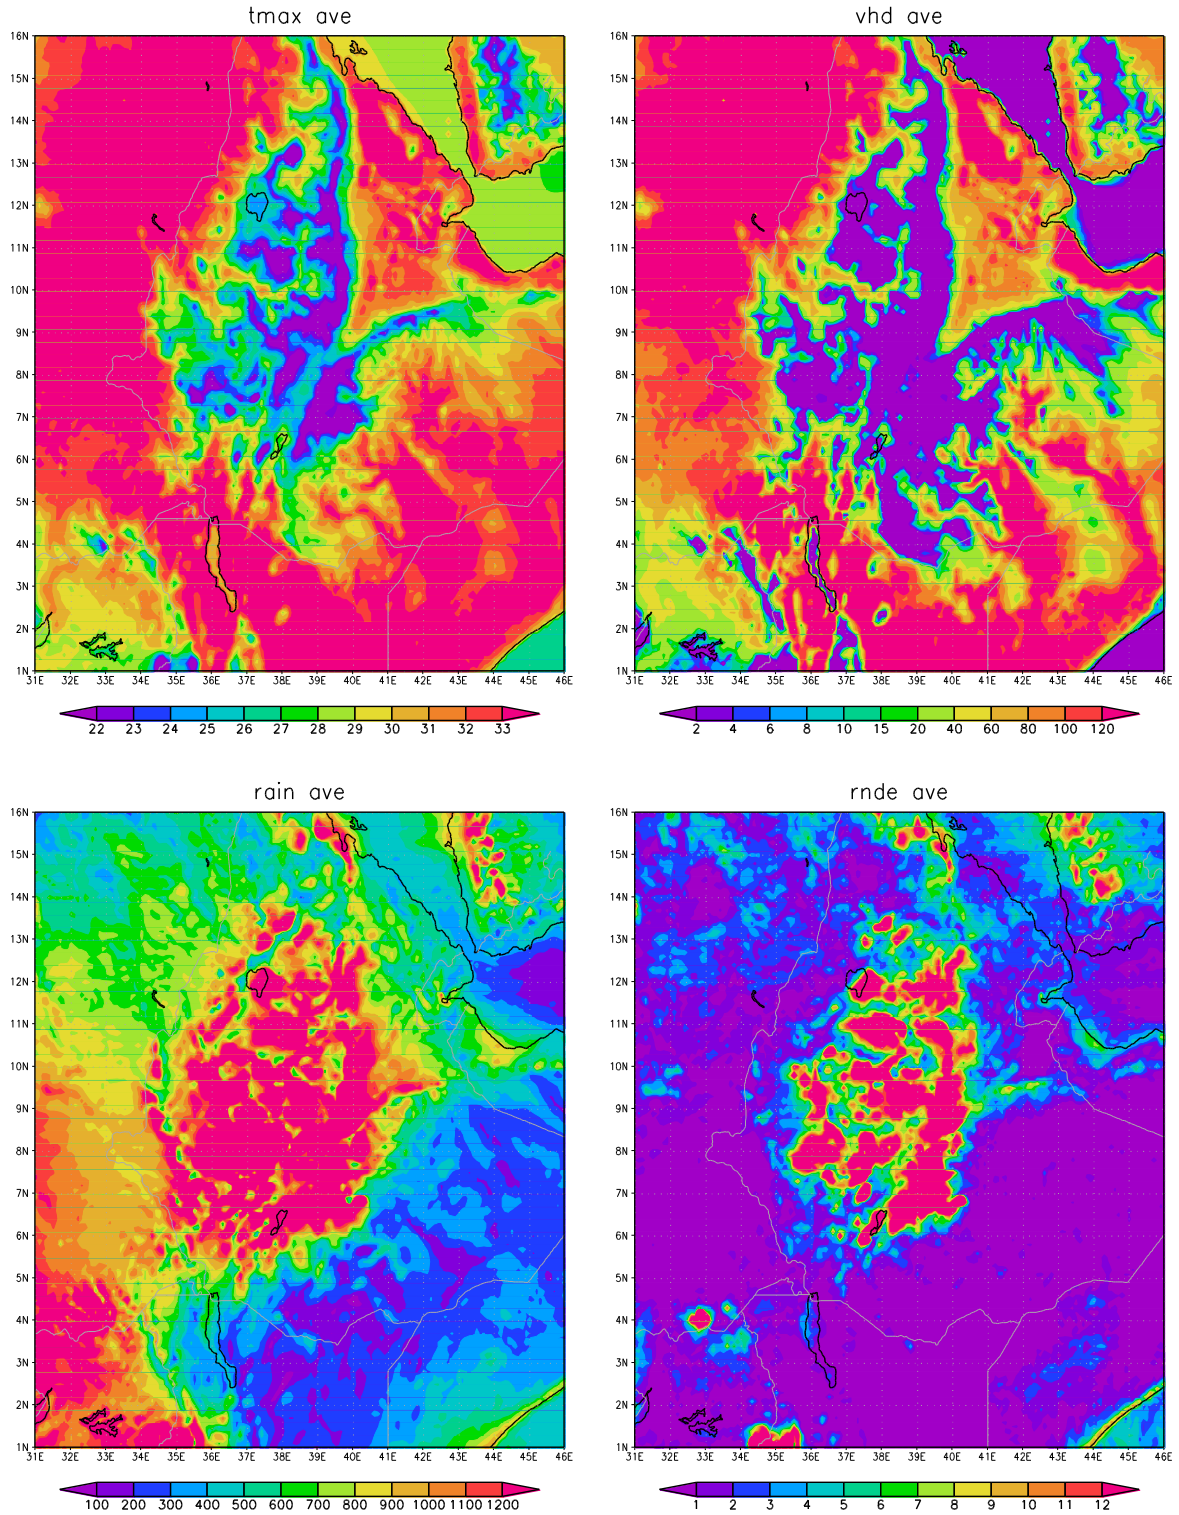 tmax ave
16N
15N
14N
13N
12N
11N
10N
9N
8N
7N
6N
5N
4N
3N
2N
1N
31E 32E 33E 34E 35E 36E 37E 38E 39E 40E 41E 42E 43E 44E 45E 46E
22 23 24 25 26 27 28 29 30 31 32 33
vhd ave
16N
15N
14N
13N
12N
11N
10N
9N
8N
7N
6N
5N
4N
3N
2N
1N
31E 32E 33E 34E 35E 36E 37E 38E 39E 40E 41E 42E 43E 44E 45E 46E
2 4 6 8 10 15 20 40 60 80 100 120
rain ave
16N
15N
14N
13N
12N
11N
10N
9N
8N
7N
6N
5N
4N
3N
2N
1N
31E 32E 33E 34E 35E 36E 37E 38E 39E 40E 41E 42E 43E 44E 45E 46E
100 200 300 400 500 600 700 800 900 1000 1100 1200
rnde ave
16N
15N
14N
13N
12N
11N
10N
9N
8N
7N
6N
5N
4N
3N
2N
1N
31E 32E 33E 34E 35E 36E 37E 38E 39E 40E 41E 42E 43E 44E 45E 46E
1 2 3 4 5 6 7 8 9 10 11 12